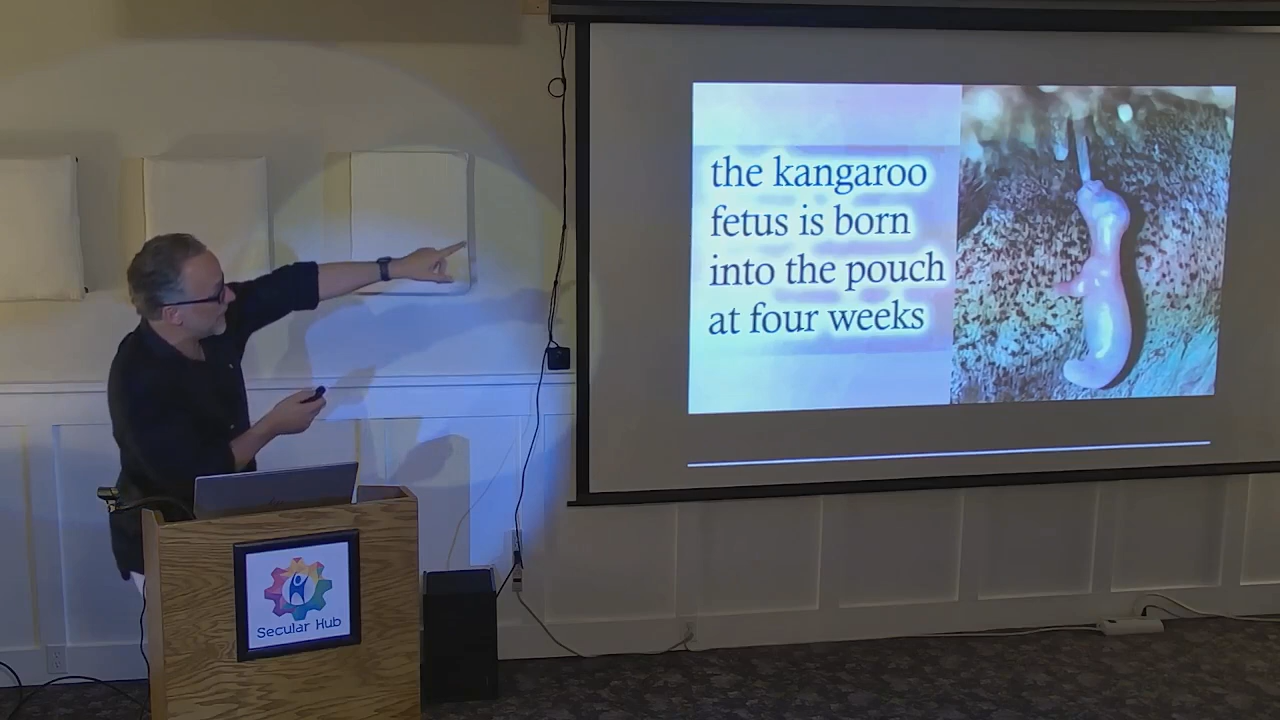 the kangaroo
fetus is born
into the pouch
at four weeks
Secular Hub